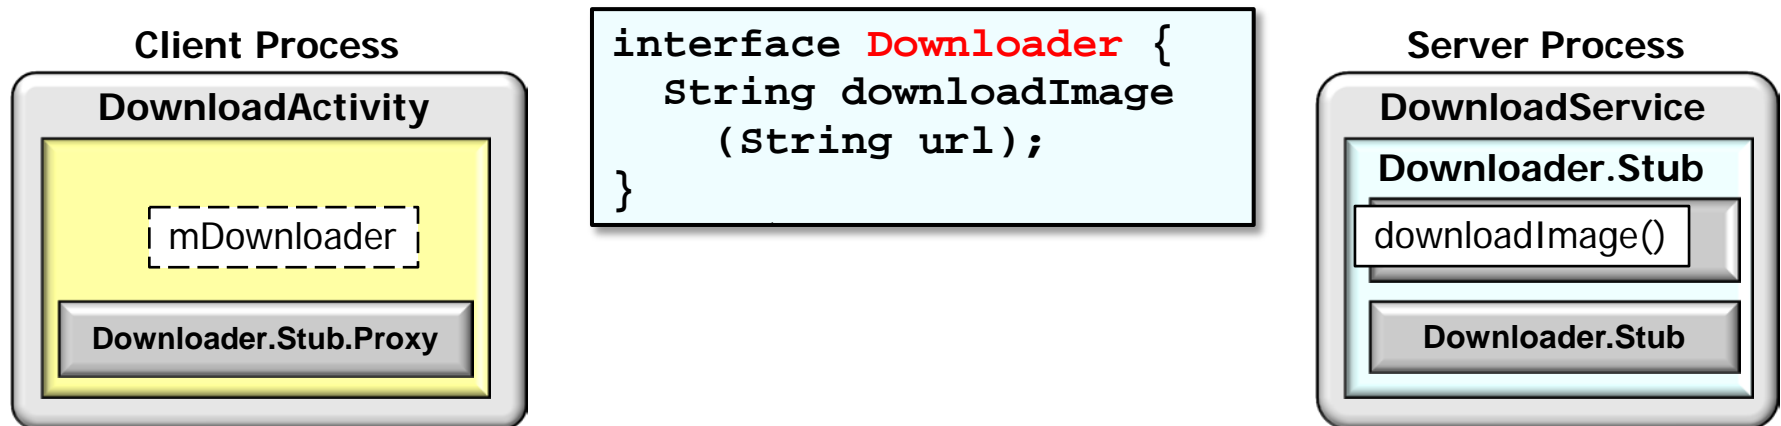 Client Process
DownloadActivity
mDownloader
Downloader.Stub.Proxy
interface Downloader {
String downloadImage
(String url);
}
Server Process
DownloadService
Downloader.Stub
downloadImage()
Downloader.Stub